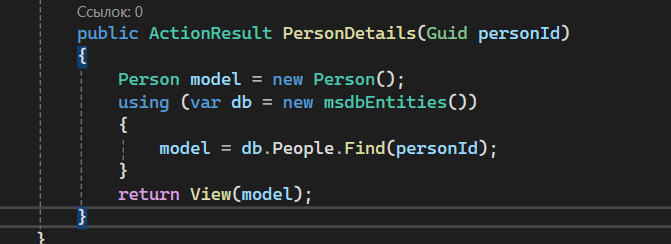 Ссылок: 0
public ActionResult PersonDetails(Guid personId)
{
Person model = new Person();
using (var db = new msdbEntities())
{
model = db.People.Find(personId);
}
return View(model);
}
}